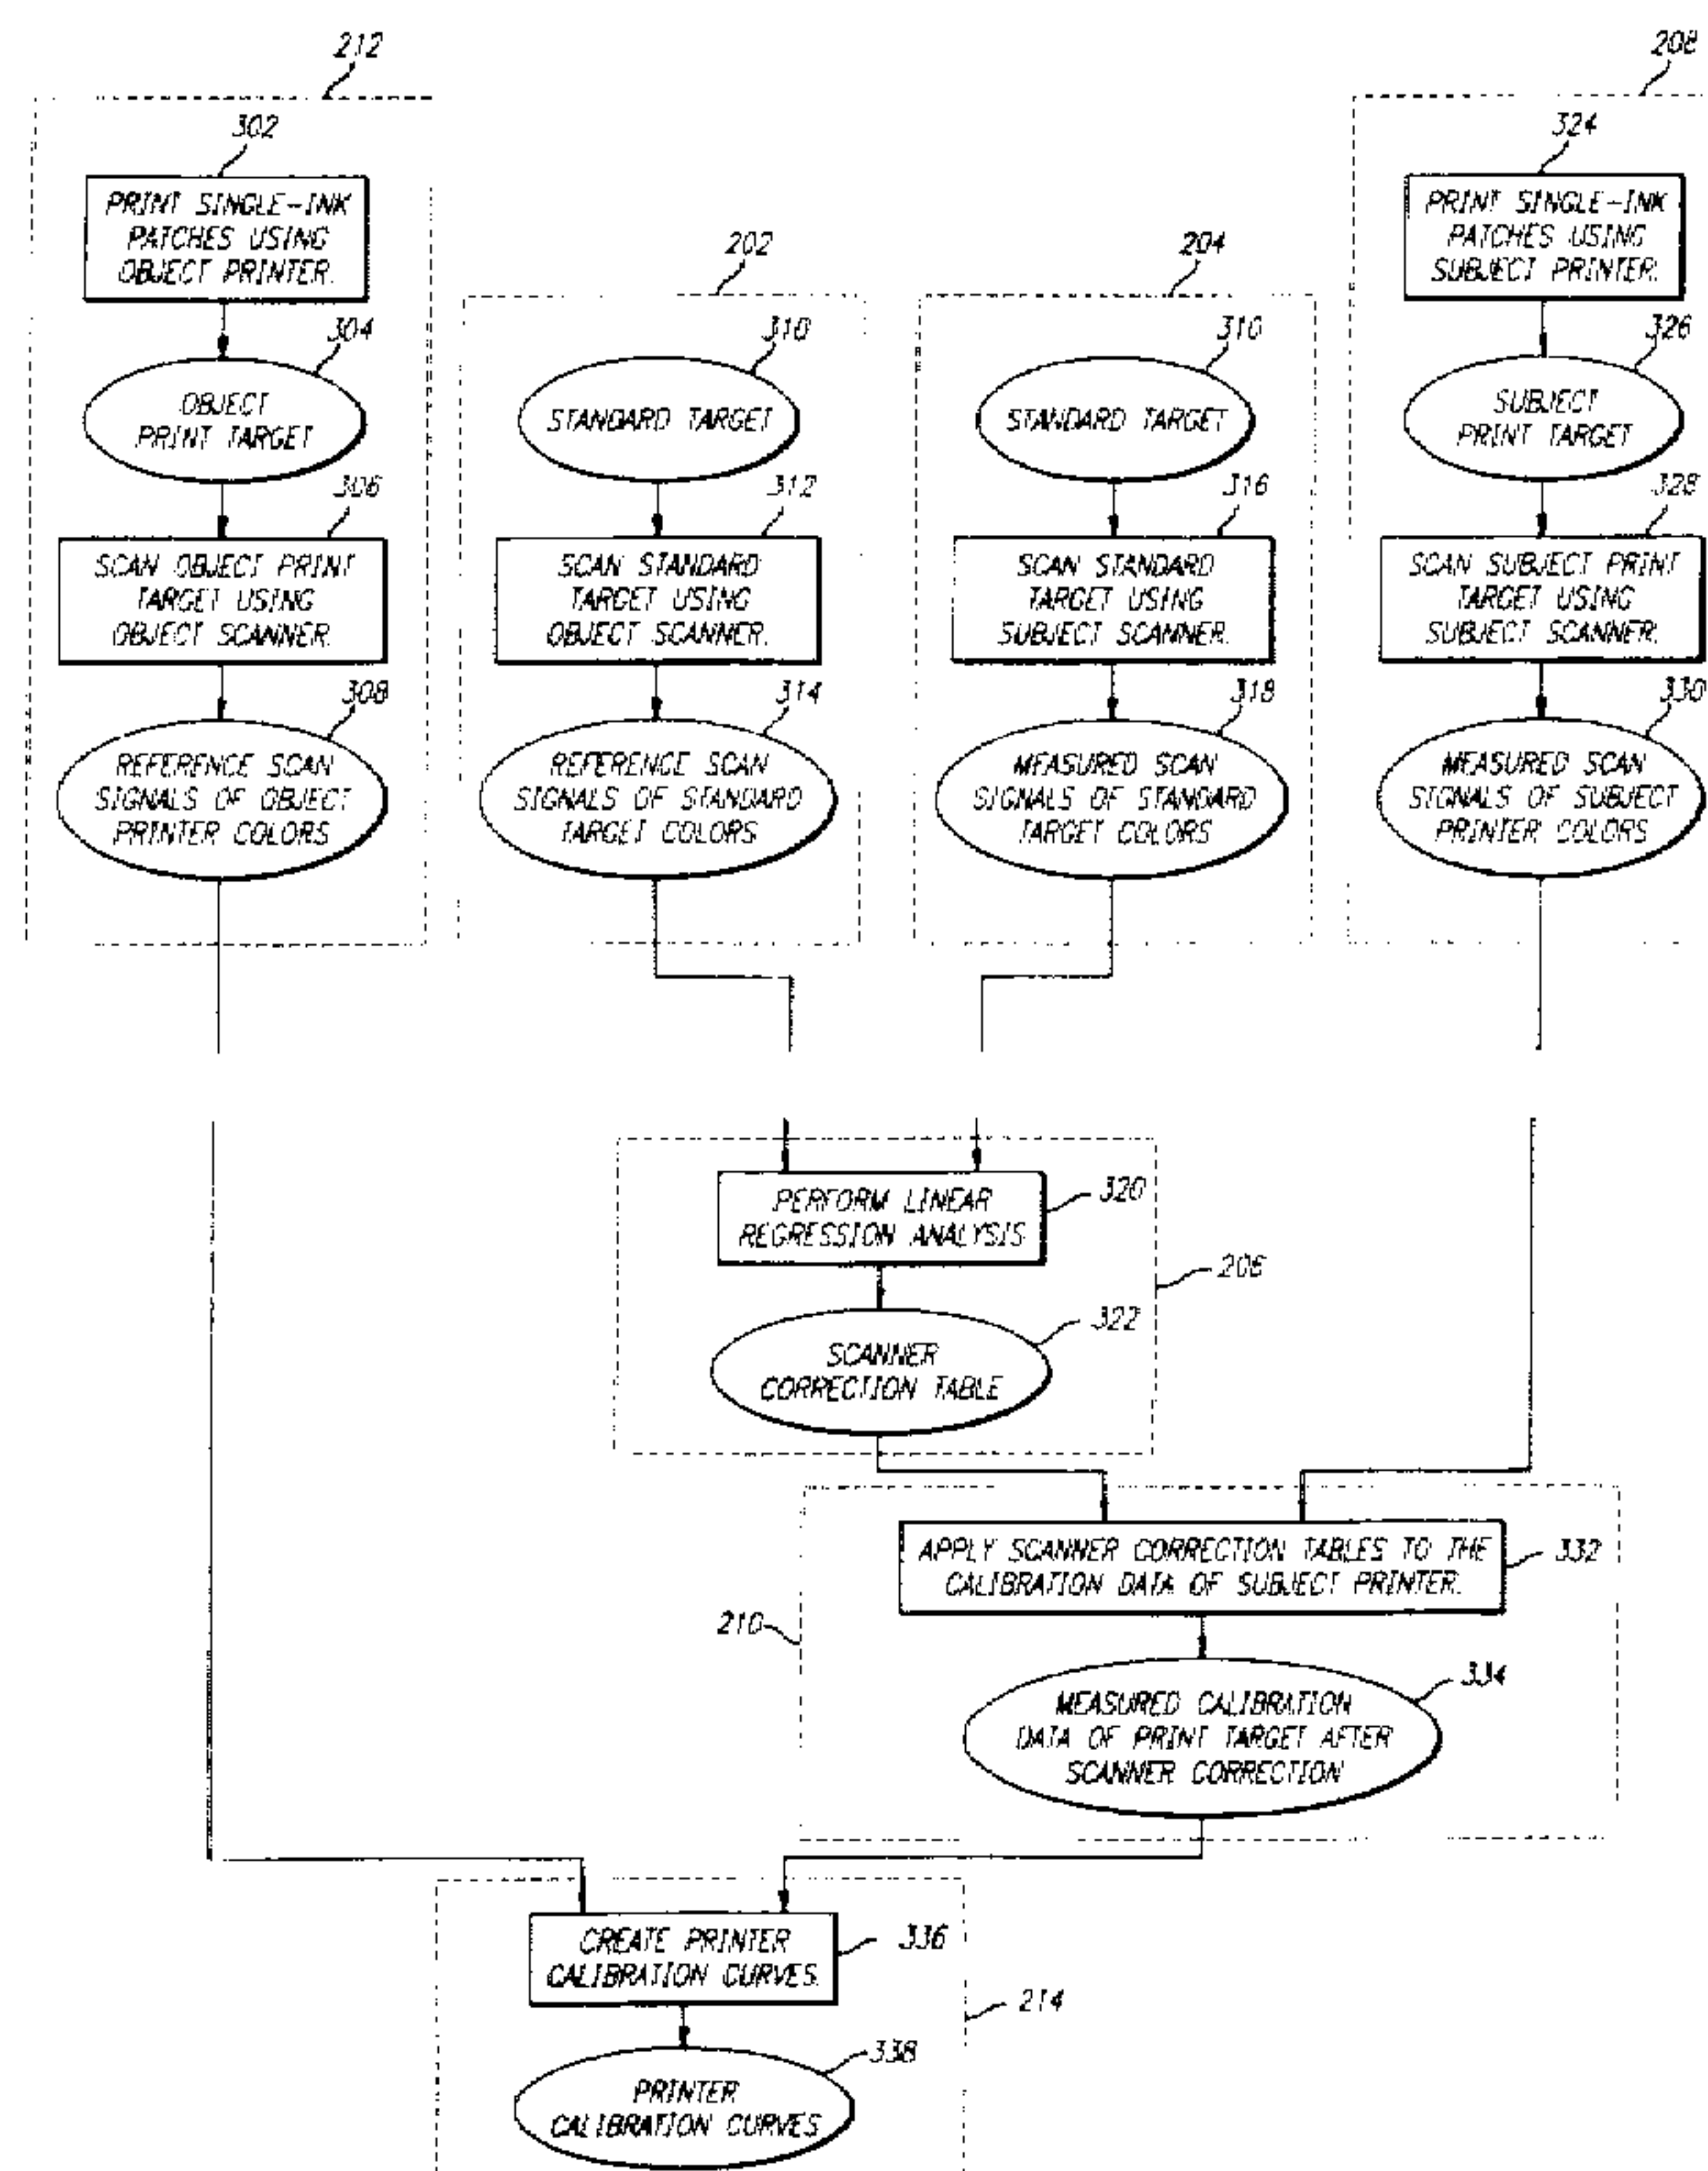 212
302
PRINT SINGLE-INK
PATCHES USING
OBJECT PRINTER.
304
OBJECT
PRINT TARGET
306
SCAN OBJECT PRINT
TARGET USING
OBJECT SCANNER.
308
REFERENCE SCAN
SIGNALS OF OBJECT
PRINTER COLORS
202
310
STANDARD TARGET
312
SCAN STANDARD
TARGET USING
OBJECT SCANNER.
314
REFERENCE SCAN
SIGNALS OF STANDARD
TARGET COLORS
204
310
STANDARD TARGET
316
SCAN STANDARD
TARGET USING
SUBJECT SCANNER.
318
MEASURED SCAN
SIGNALS OF STANDARD
TARGET COLORS
208
324
PRINT SINGLE-INK
PATCHES USING
SUBJECT PRINTER.
326
SUBJECT
PRINT TARGET
328
SCAN SUBJECT PRINT
TARGET USING
SUBJECT SCANNER.
330
MEASURED SCAN
SIGNALS OF SUBJECT
PRINTER COLORS
PERFORM LINEAR
REGRESSION ANALYSIS
320
206
322
SCANNER
CORRECTION TABLE
APPLY SCANNER CORRECTION TABLES TO THE
CALIBRATION DATA OF SUBJECT PRINTER.
332
210
334
MEASURED CALIBRATION
DATA OF PRINT TARGET AFTER
SCANNER CORRECTION
CREATE PRINTER
CALIBRATION CURVES.
336
214
338
PRINTER
CALIBRATION CURVES